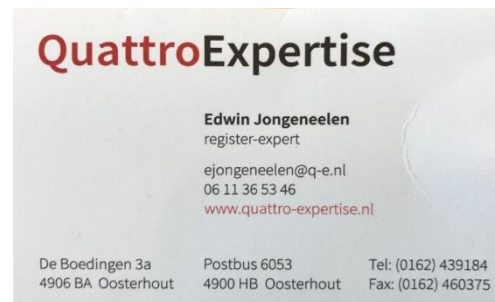 QuattroExpertise
Edwin Jongeneelen
register-expert
ejongeneelen@q-e.nl
06 11 36 53 46
www.quattro-expertise.nl
De Boedingen 3a
4906 BA Oosterhout
Postbus 6053
4900 HB Oosterhout
Tel: (0162) 439184
Fax: (0162) 460375